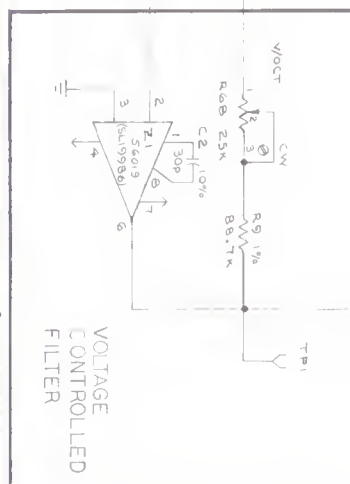 V/OCT
1
2
3
CW
R68 25K
R9 1%
88.7K
TP1
C2
30p
10%
2
3
1
8
4
7
6
Z1
56019
(SL19986)
VOLTAGE
CONTROLLED
FILTER